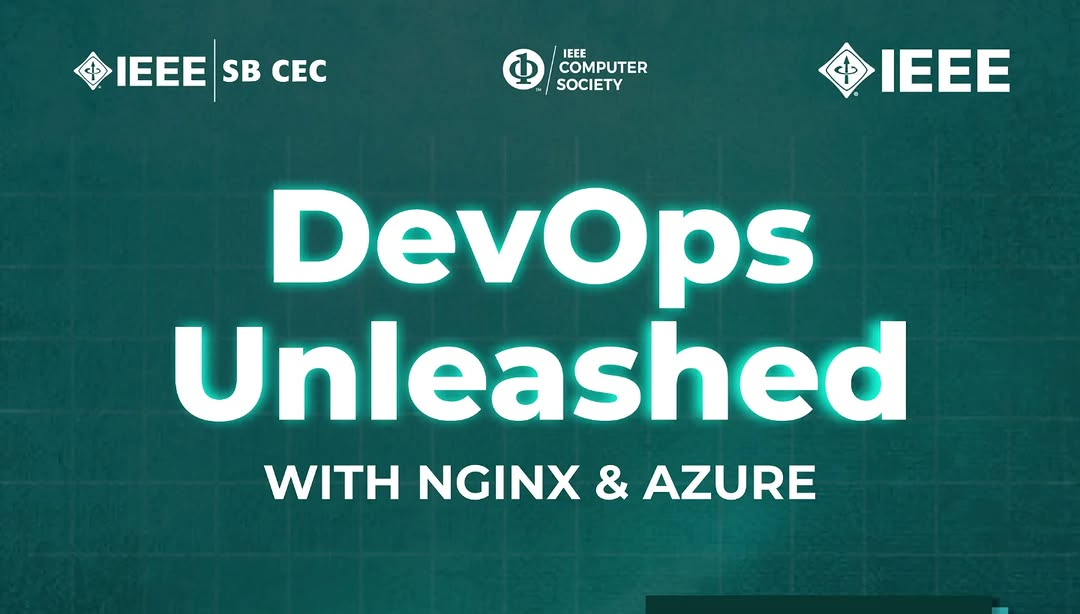 IEEE SB CEC
IEEE
COMPUTER
SOCIETY
IEEE
DevOps
Unleashed
WITH NGINX & AZURE